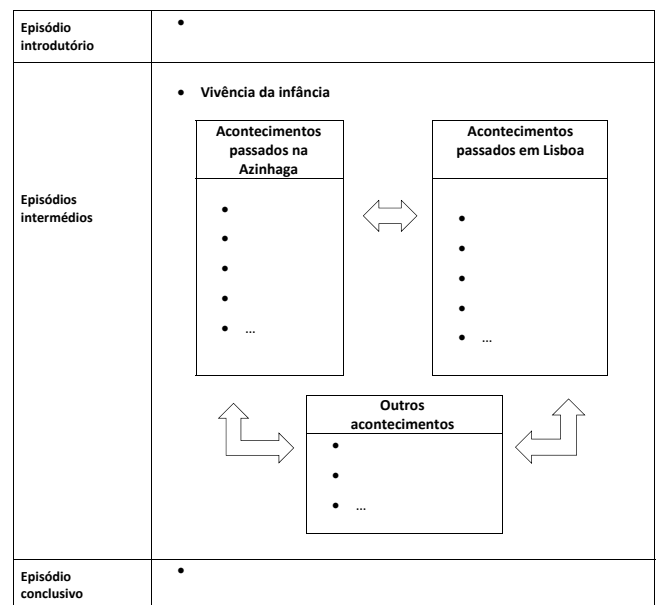 Episódio
introdutório
•
Episódios
intermédios
• Vivência da infância
Acontecimentos
passados na
Azinhaga
•
•
•
•
• ...
Acontecimentos
passados em Lisboa
•
•
•
•
• ...
Outros
acontecimentos
•
•
• ...
Episódio
conclusivo
•